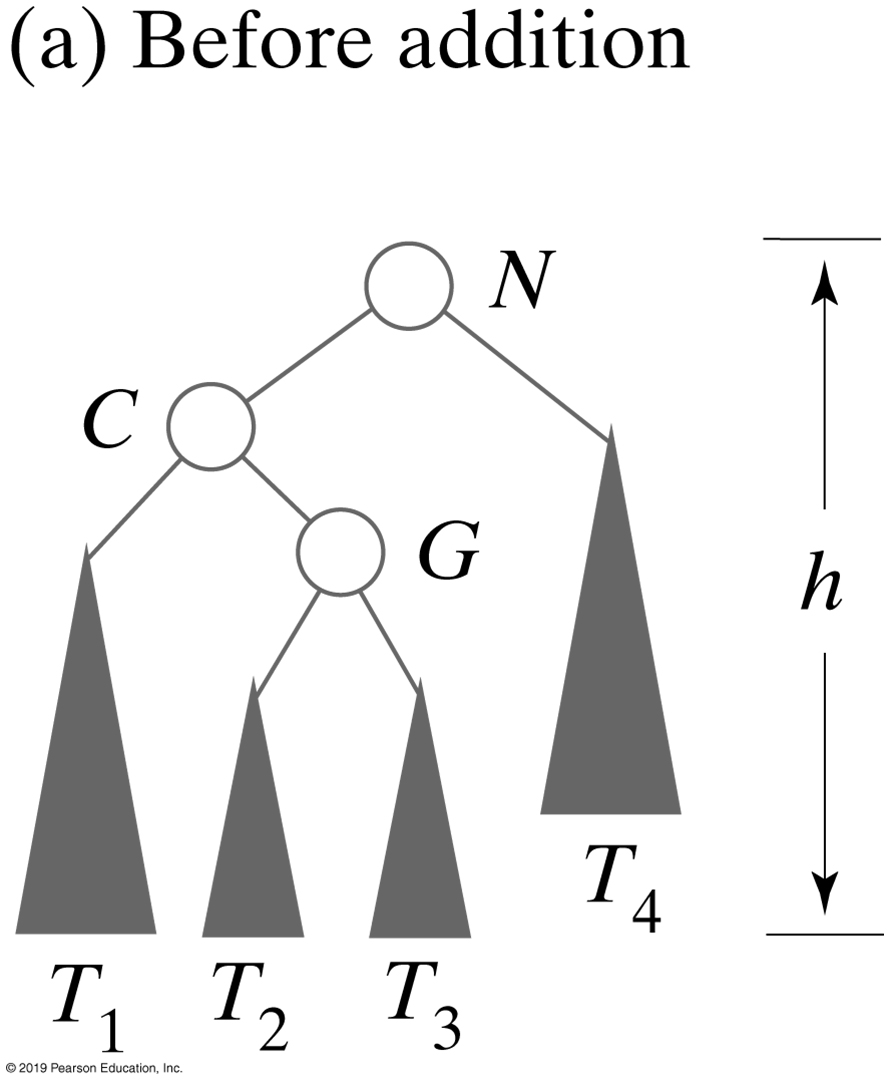 (a) Before addition
N
C
G
h
T4
T1 T2 T3
© 2019 Pearson Education, Inc.